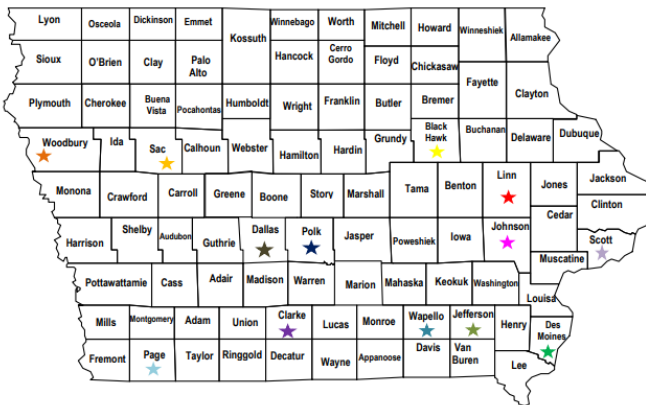 Lyon
Osceola
Dickinson
Emmet
Kossuth
Winnebago
Worth
Mitchell
Howard
Winneshiek
Allamakee
Sioux
O'Brien
Clay
Palo
Alto
Hancock
Cerro
Gordo
Floyd
Chickasaw
Fayette
Clayton
Plymouth
Cherokee
Buena
Vista
Pocahontas
Humboldt
Wright
Franklin
Butler
Bremer
Woodbury
Ida
Sac
Calhoun
Webster
Hamilton
Hardin
Grundy
Black
Hawk
Buchanan
Delaware
Dubuque
Monona
Crawford
Carroll
Greene
Boone
Story
Marshall
Tama
Benton
Linn
Jones
Jackson
Clinton
Cedar
Harrison
Shelby
Audubon
Guthrie
Dallas
Polk
Jasper
Poweshiek
Iowa
Johnson
Scott
Muscatine
Pottawattamie
Cass
Adair
Madison
Warren
Marion
Mahaska
Keokuk
Washington
Louisa
Mills
Montgomery
Adam
Union
Clarke
Lucas
Monroe
Wapello
Jefferson
Henry
Des
Moines
Fremont
Page
Taylor
Ringgold
Decatur
Wayne
Appanoose
Davis
Van
Buren
Lee